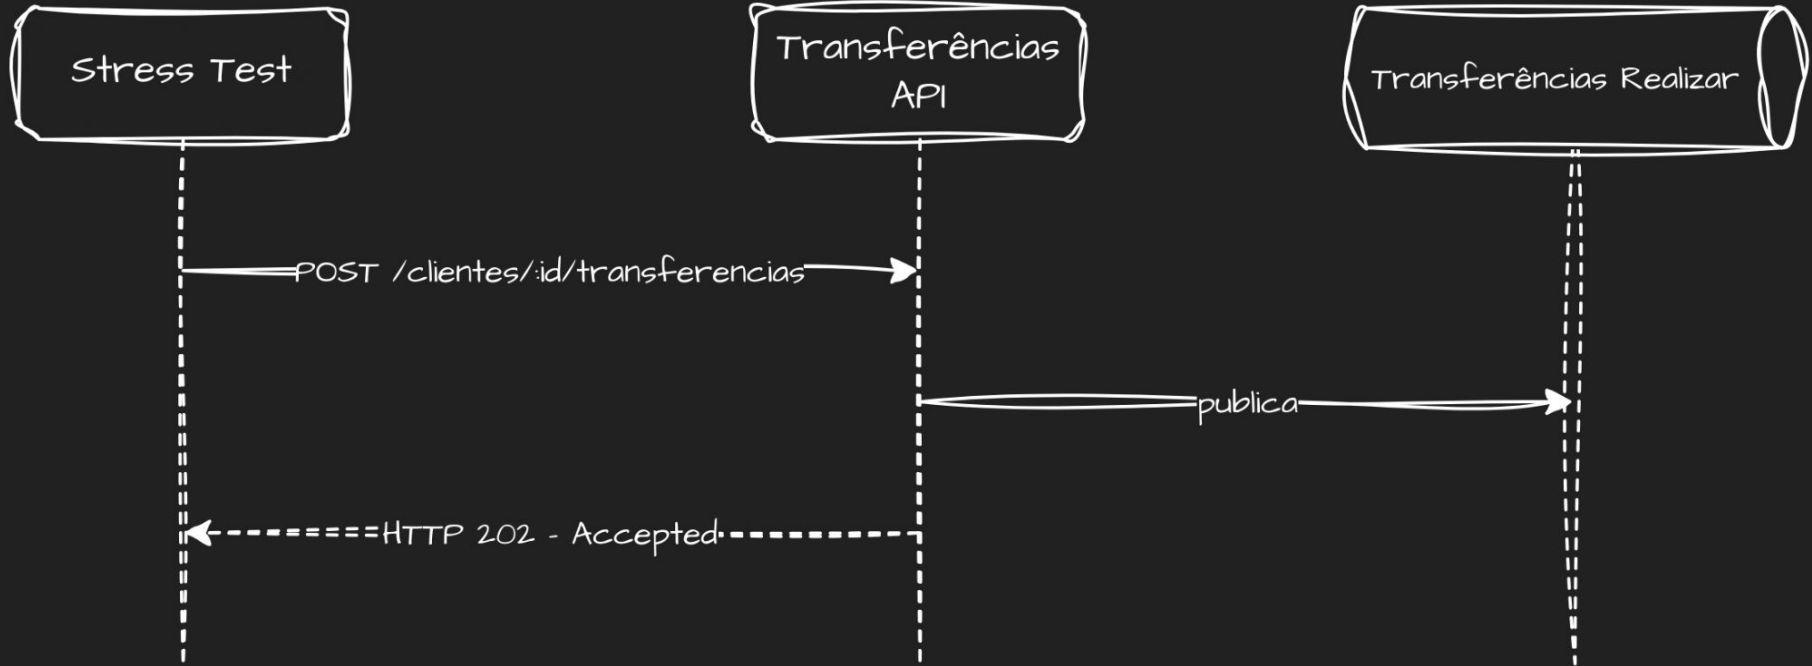 Stress Test
Transferências
API
Transferências Realizar
POST /clientes/:id/transferencias
publica
HTTP 202 - Accepted